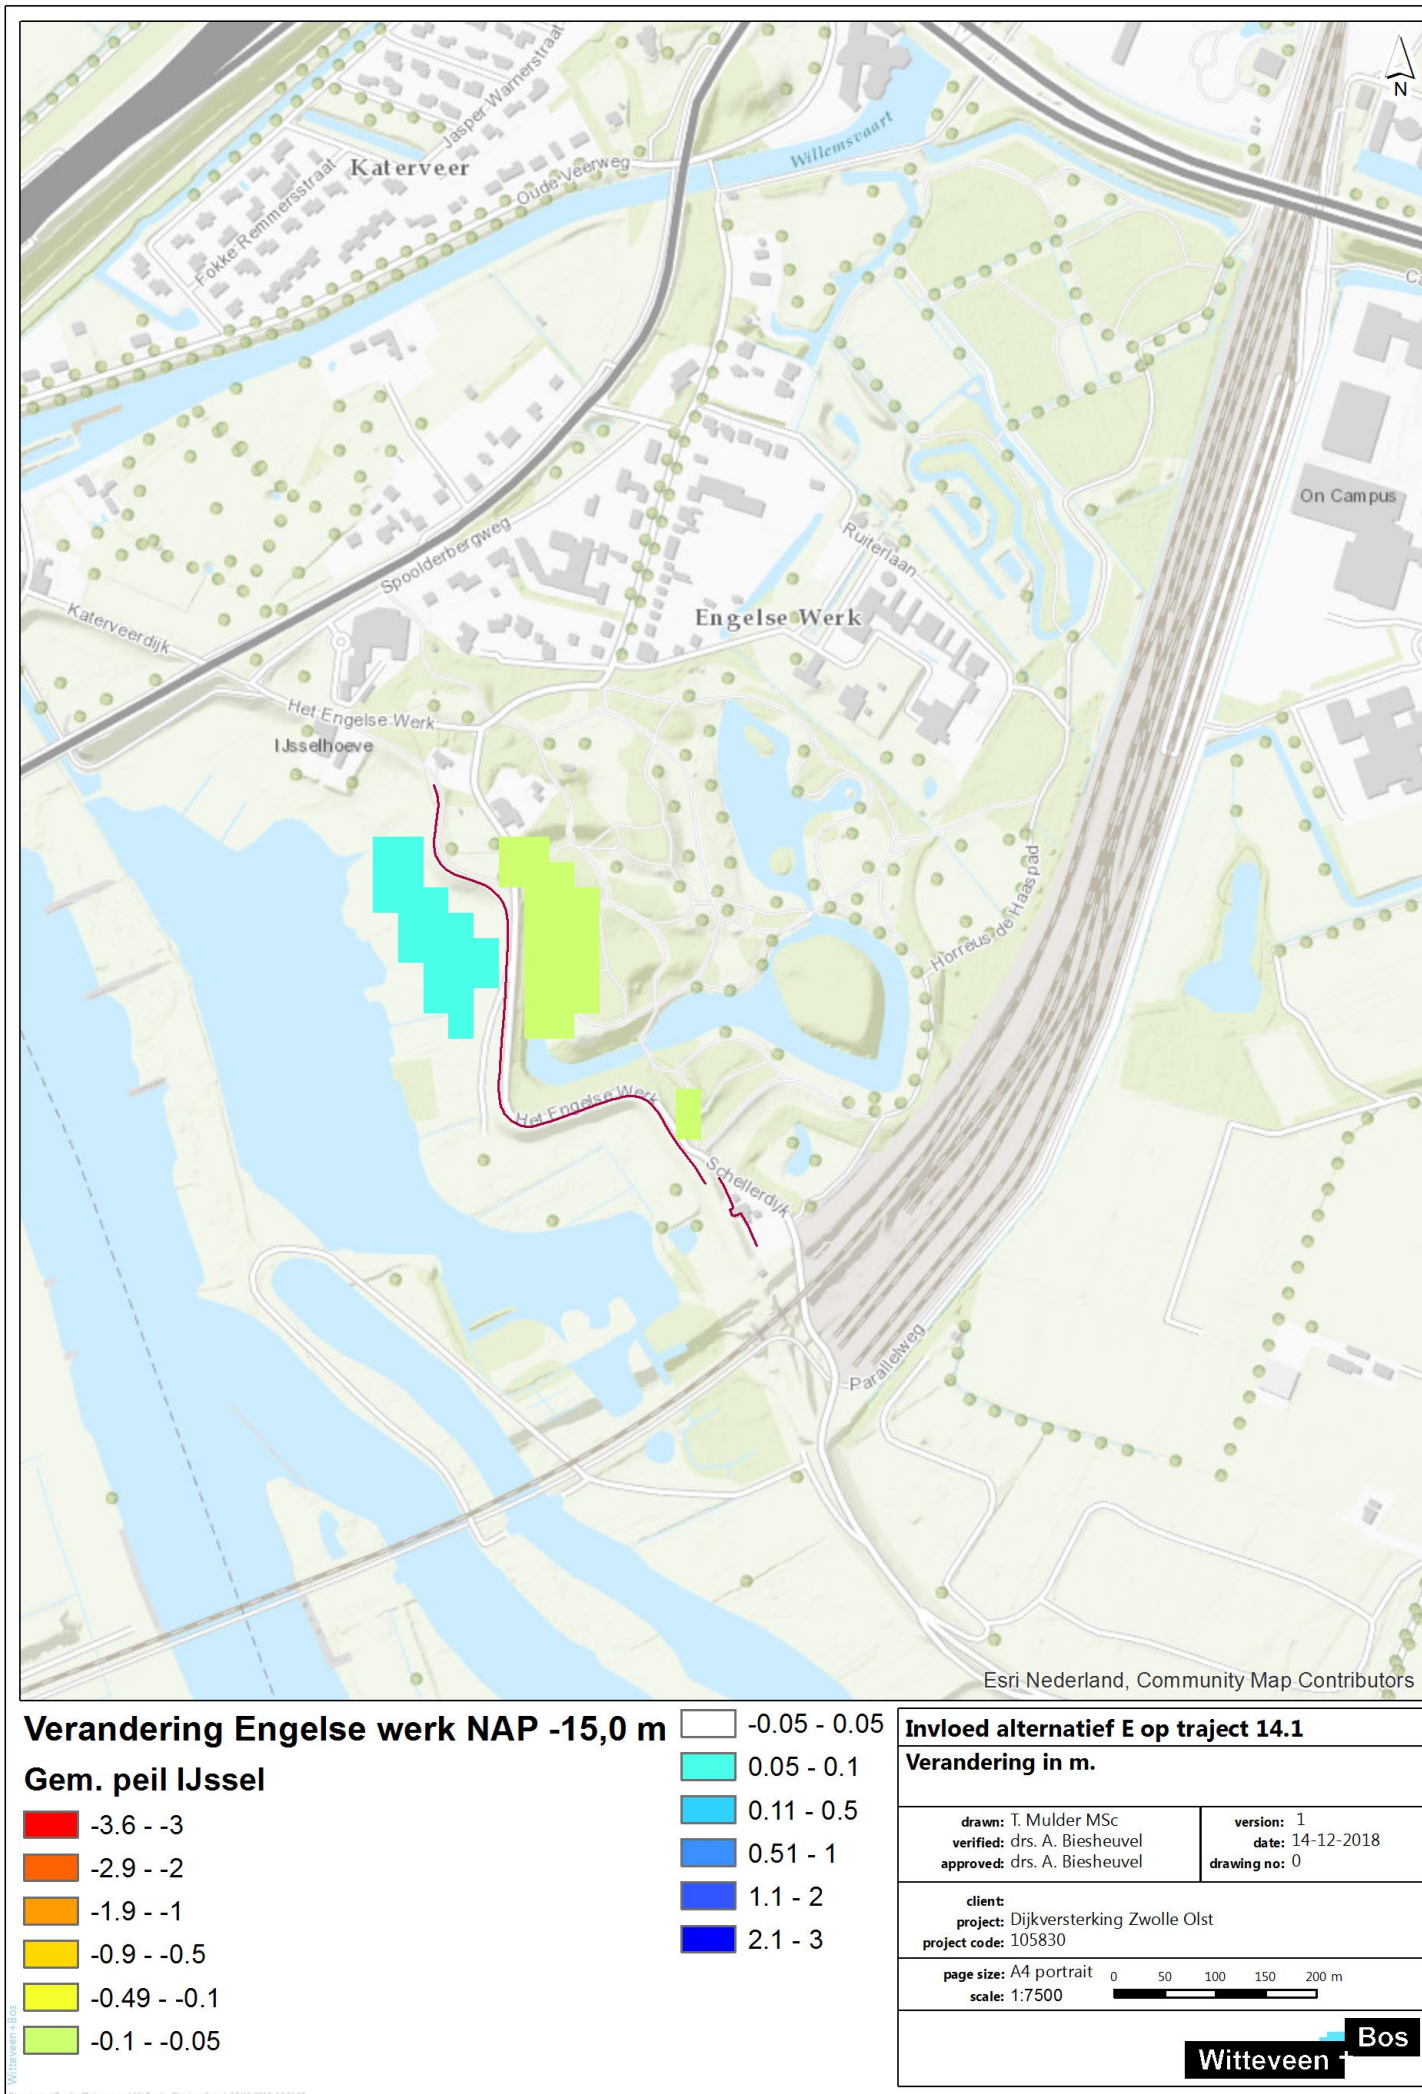 N
Jasper Warnerstraat
Katerveer
Willemsvaart
Oude Veerweg
Fokke Remmersstraat
On Campus
Spoolderbergweg
Ruiterlaan
Engelse Werk
Katerveerdijk
Het Engelse Werk
IJsselhoeve
Horreus de Haaspad
Het Engelse Werk
Schellerdijk
Parallelweg
Esri Nederland, Community Map Contributors
Verandering Engelse werk NAP -15,0 m
Gem. peil IJssel
-3.6 - -3
-2.9 - -2
-1.9 - -1
-0.9 - -0.5
-0.49 - -0.1
-0.1 - -0.05
-0.05 - 0.05
0.05 - 0.1
0.11 - 0.5
0.51 - 1
1.1 - 2
2.1 - 3
Invloed alternatief E op traject 14.1
Verandering in m.
drawn: T. Mulder MSc
verified: drs. A. Biesheuvel
approved: drs. A. Biesheuvel
version: 1
date: 14-12-2018
drawing no: 0
client:
project: Dijkversterking Zwolle Olst
project code: 105830
page size: A4 portrait
scale: 1:7500
0 50 100 150 200 m
Witteveen + Bos
Witteveen+Bos